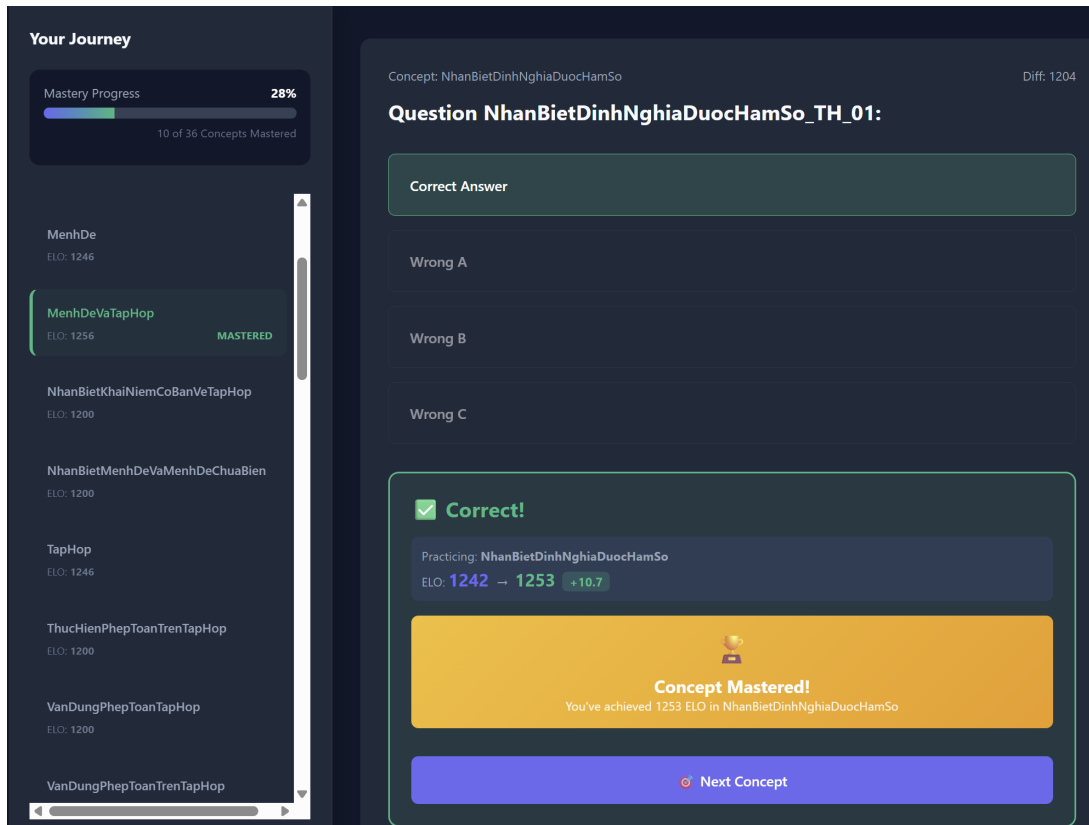 Your Journey
Mastery Progress 28%
10 of 36 Concepts Mastered
MenhDe
ELO: 1246
MenhDeVaTapHop
ELO: 1256 MASTERED
NhanBietKhaiNiemCoBanVeTapHop
ELO: 1200
NhanBietMenhDeVaMenhDeChuaBien
ELO: 1200
TapHop
ELO: 1246
ThucHienPhepToanTrenTapHop
ELO: 1200
VanDungPhepToanTapHop
ELO: 1200
VanDungPhepToanTrenTapHop
Concept: NhanBietDinhNghiaDuocHamSo Diff: 1204
Question NhanBietDinhNghiaDuocHamSo_TH_01:
Correct Answer
Wrong A
Wrong B
Wrong C
✅ Correct!
Practicing: NhanBietDinhNghiaDuocHamSo
ELO: 1242 → 1253 +10.7
🏆
Concept Mastered!
You've achieved 1253 ELO in NhanBietDinhNghiaDuocHamSo
🎯 Next Concept